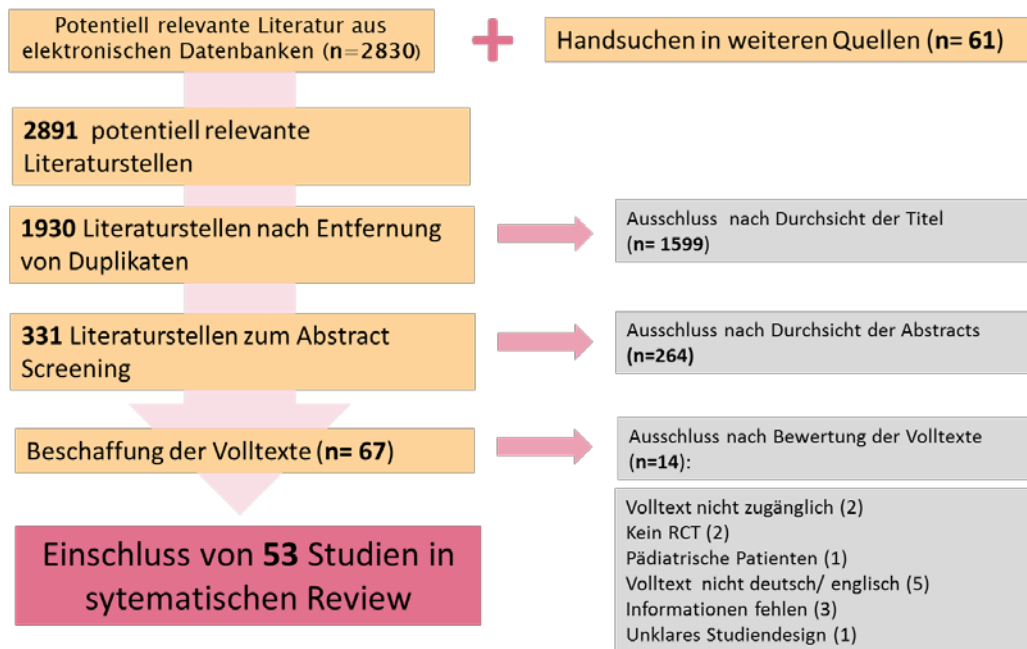 Potentiell relevante Literatur aus
elektronischen Datenbanken (n=2830)
+
Handsuchen in weiteren Quellen (n= 61)
2891 potentiell relevante
Literaturstellen
1930 Literaturstellen nach Entfernung
von Duplikaten
Ausschluss nach Durchsicht der Titel
(n= 1599)
331 Literaturstellen zum Abstract
Screening
Ausschluss nach Durchsicht der Abstracts
(n=264)
Beschaffung der Volltexte (n= 67)
Ausschluss nach Bewertung der Volltexte
(n=14):
Volltext nicht zugänglich (2)
Kein RCT (2)
Pädiatrische Patienten (1)
Volltext nicht deutsch/ englisch (5)
Informationen fehlen (3)
Unklares Studiendesign (1)
Einschluss von 53 Studien in
sytematischen Review